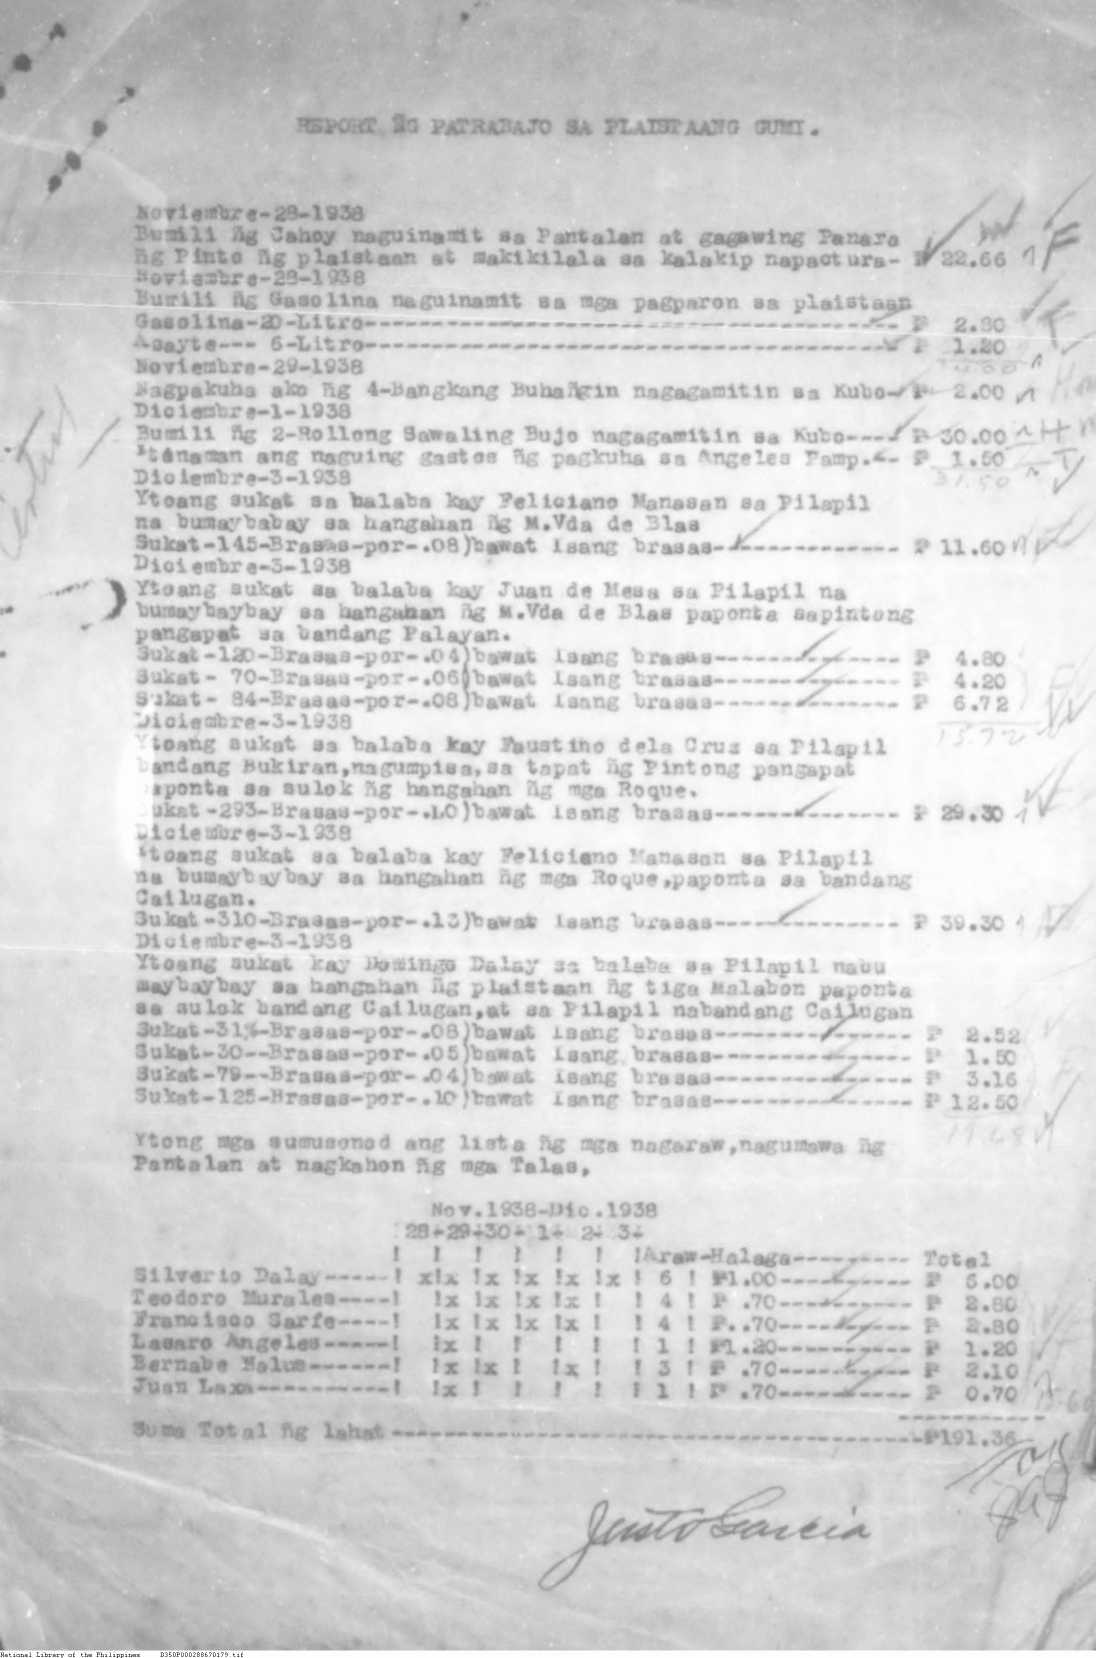 REPORT ÑG PATRABAJO SA PLAISTAANG GUMI.
Noviembre-28-1938
Bumili ñg Cahoy naguinamit sa Pantalan at gagawing Panara
ñg Pinto ñg plaistaan at makikilala sa kalakip napactura- ₱ 22.66 F
Noviembre-28-1938
Bumili ñg Gasolina naguinamit sa mga pagparon sa plaistaan
Gasolina-20-Litro---------------------------------------- ₱ 2.80 F
Asayte--- 6-Litro---------------------------------------- ₱ 1.20
4.00
Noviembre-29-1938
Nagpakuha ako ñg 4-Bangkang Buhañgin nagagamitin sa Kubo- ₱ 2.00
Diciembre-1-1938
Bumili ñg 2-Rollong Sawaling Bujo nagagamitin sa Kubo---- ₱ 30.00
Itanaman ang naguing gastos ñg pagkuha sa Angeles Pamp.-- ₱ 1.50
31.50
Diciembre-3-1938
Ytoang sukat sa balaba kay Feliciano Manasan sa Pilapil
na bumaybabay sa hangahan ñg M.Vda de Blas
Sukat-145-Brasas-por-.08)bawat isang brasas-------------- ₱ 11.60
Diciembre-3-1938
Ytoang sukat sa balaba kay Juan de Mesa sa Pilapil na
bumaybaybay sa hangahan ñg M.Vda de Blas paponta sapintong
pangapat sa bandang Palayan.
Sukat-120-Brasas-por-.04)bawat isang brasas-------------- ₱ 4.80
Sukat- 70-Brasas-por-.06)bawat isang brasas-------------- ₱ 4.20
Sukat- 84-Brasas-por-.08)bawat isang brasas-------------- ₱ 6.72
15.72
Diciembre-3-1938
Ytoang sukat sa balaba kay Faustino dela Cruz sa Pilapil
bandang Bukiran,nagumpisa,sa tapat ñg Pintong pangapat
paponta sa sulok ñg hangahan ñg mga Roque.
Sukat-293-Brasas-por-.10)bawat isang brasas-------------- ₱ 29.30
Diciembre-3-1938
Ytoang sukat sa balaba kay Feliciano Manasan sa Pilapil
na bumaybaybay sa hangahan ñg mga Roque,paponta sa bandang
Cailugan.
Sukat-310-Brasas-por-.13)bawat isang brasas-------------- ₱ 39.30
Diciembre-3-1938
Ytoang sukat kay Domingo Dalay sa balaba sa Pilapil nabu
maybaybay sa hangahan ñg plaistaan ñg tiga Malabon paponta
sa sulok bandang Cailugan,at sa Pilapil nabandang Cailugan
Sukat-31½-Brasas-por-.08)bawat isang brasas--------------- ₱ 2.52
Sukat-30--Brasas-por-.05)bawat isang brasas--------------- ₱ 1.50
Sukat-79--Brasas-por-.04)bawat isang brasas--------------- ₱ 3.16
Sukat-125-Brasas-por-.10)bawat isang brasas--------------- ₱ 12.50
19.68
Ytong mga sumusonod ang lista ñg mga nagaraw,nagumawa ñg
Pantalan at nagkahon ñg mga Talas,
Nov.1938-Dic.1938
28-29-30- 1- 2- 3-
! ! ! ! ! ! !Araw-Halaga--------- Total
Silverio Dalay-----! x!x !x !x !x !x ! 6 ! ₱1.00---------- ₱ 6.00
Teodoro Murales----! !x !x !x !x ! ! 4 ! ₱ .70---------- ₱ 2.80
Francisco Sarfe----! !x !x !x !x ! ! 4 ! ₱..70---------- ₱ 2.80
Lasaro Angeles-----! !x ! ! ! ! ! 1 ! ₱1.20---------- ₱ 1.20
Bernabe Malus------! !x !x ! !x ! ! 3 ! ₱ .70---------- ₱ 2.10
Juan Laxa----------! !x ! ! ! ! ! 1 ! ₱ .70---------- ₱ 0.70
15.60
Suma Total ñg lahat----------------------------------------₱191.36
Justo Garcia
National Library of the Philippines D350P000288670179.tif